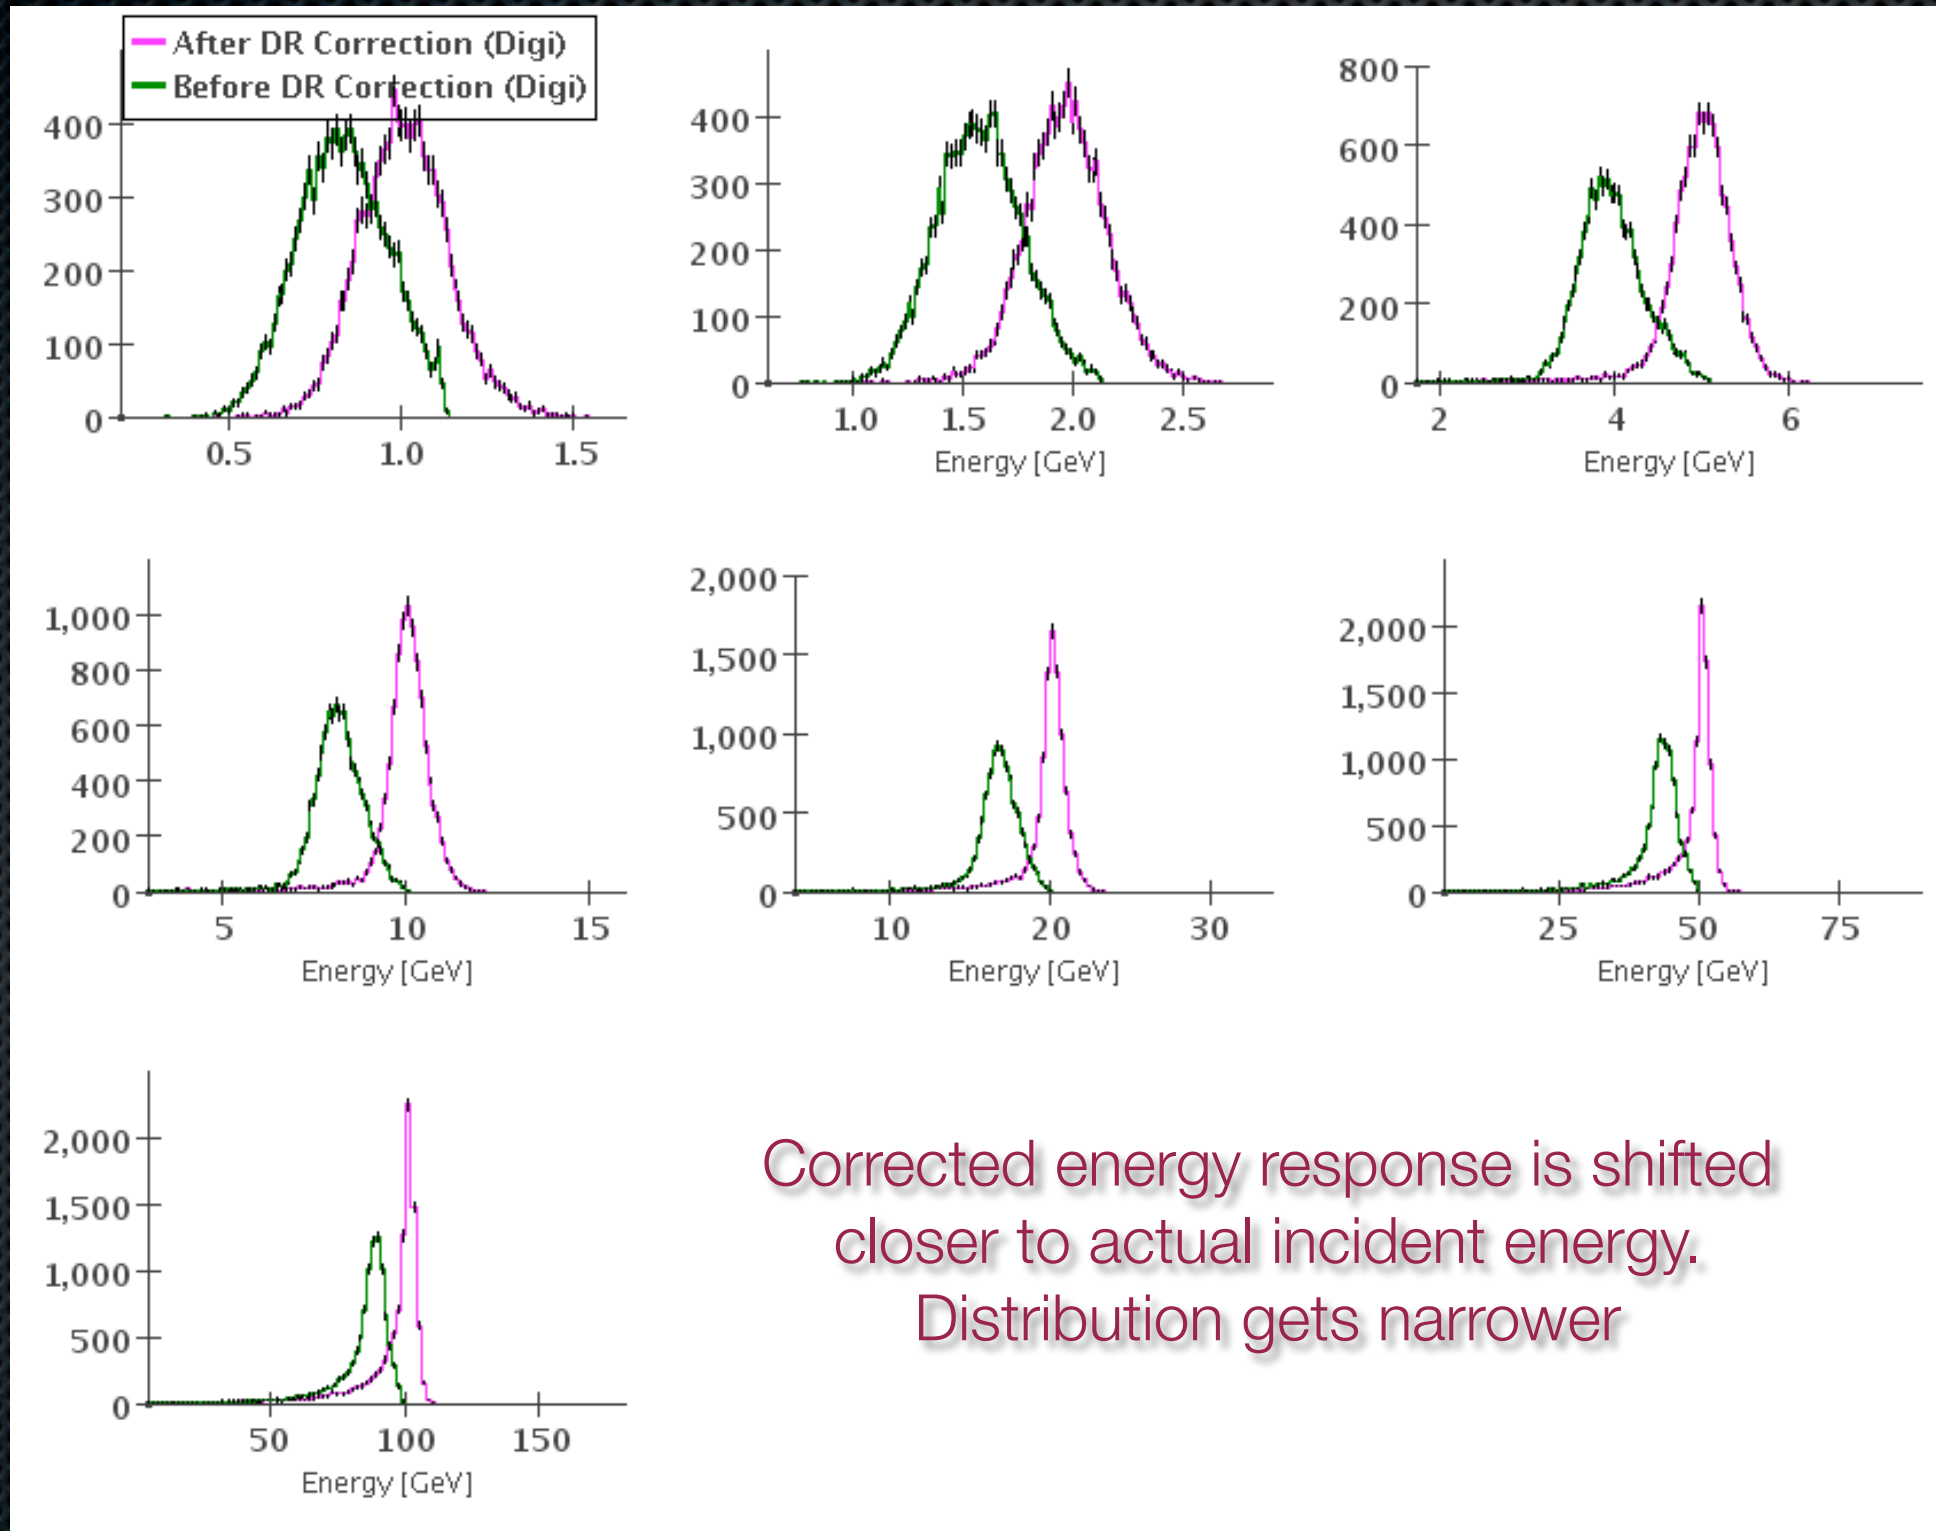 After DR Correction (Digi)
Before DR Correction (Digi)
400
300
200
100
0
0.5 1.0 1.5
400
300
200
100
0
1.0 1.5 2.0 2.5
Energy [GeV]
800
600
400
200
0
2 4 6
Energy [GeV]
1,000
800
600
400
200
0
5 10 15
Energy [GeV]
2,000
1,500
1,000
500
0
10 20 30
Energy [GeV]
2,000
1,500
1,000
500
0
25 50 75
Energy [GeV]
2,000
1,500
1,000
500
0
50 100 150
Energy [GeV]
Corrected energy response is shifted
closer to actual incident energy.
Distribution gets narrower